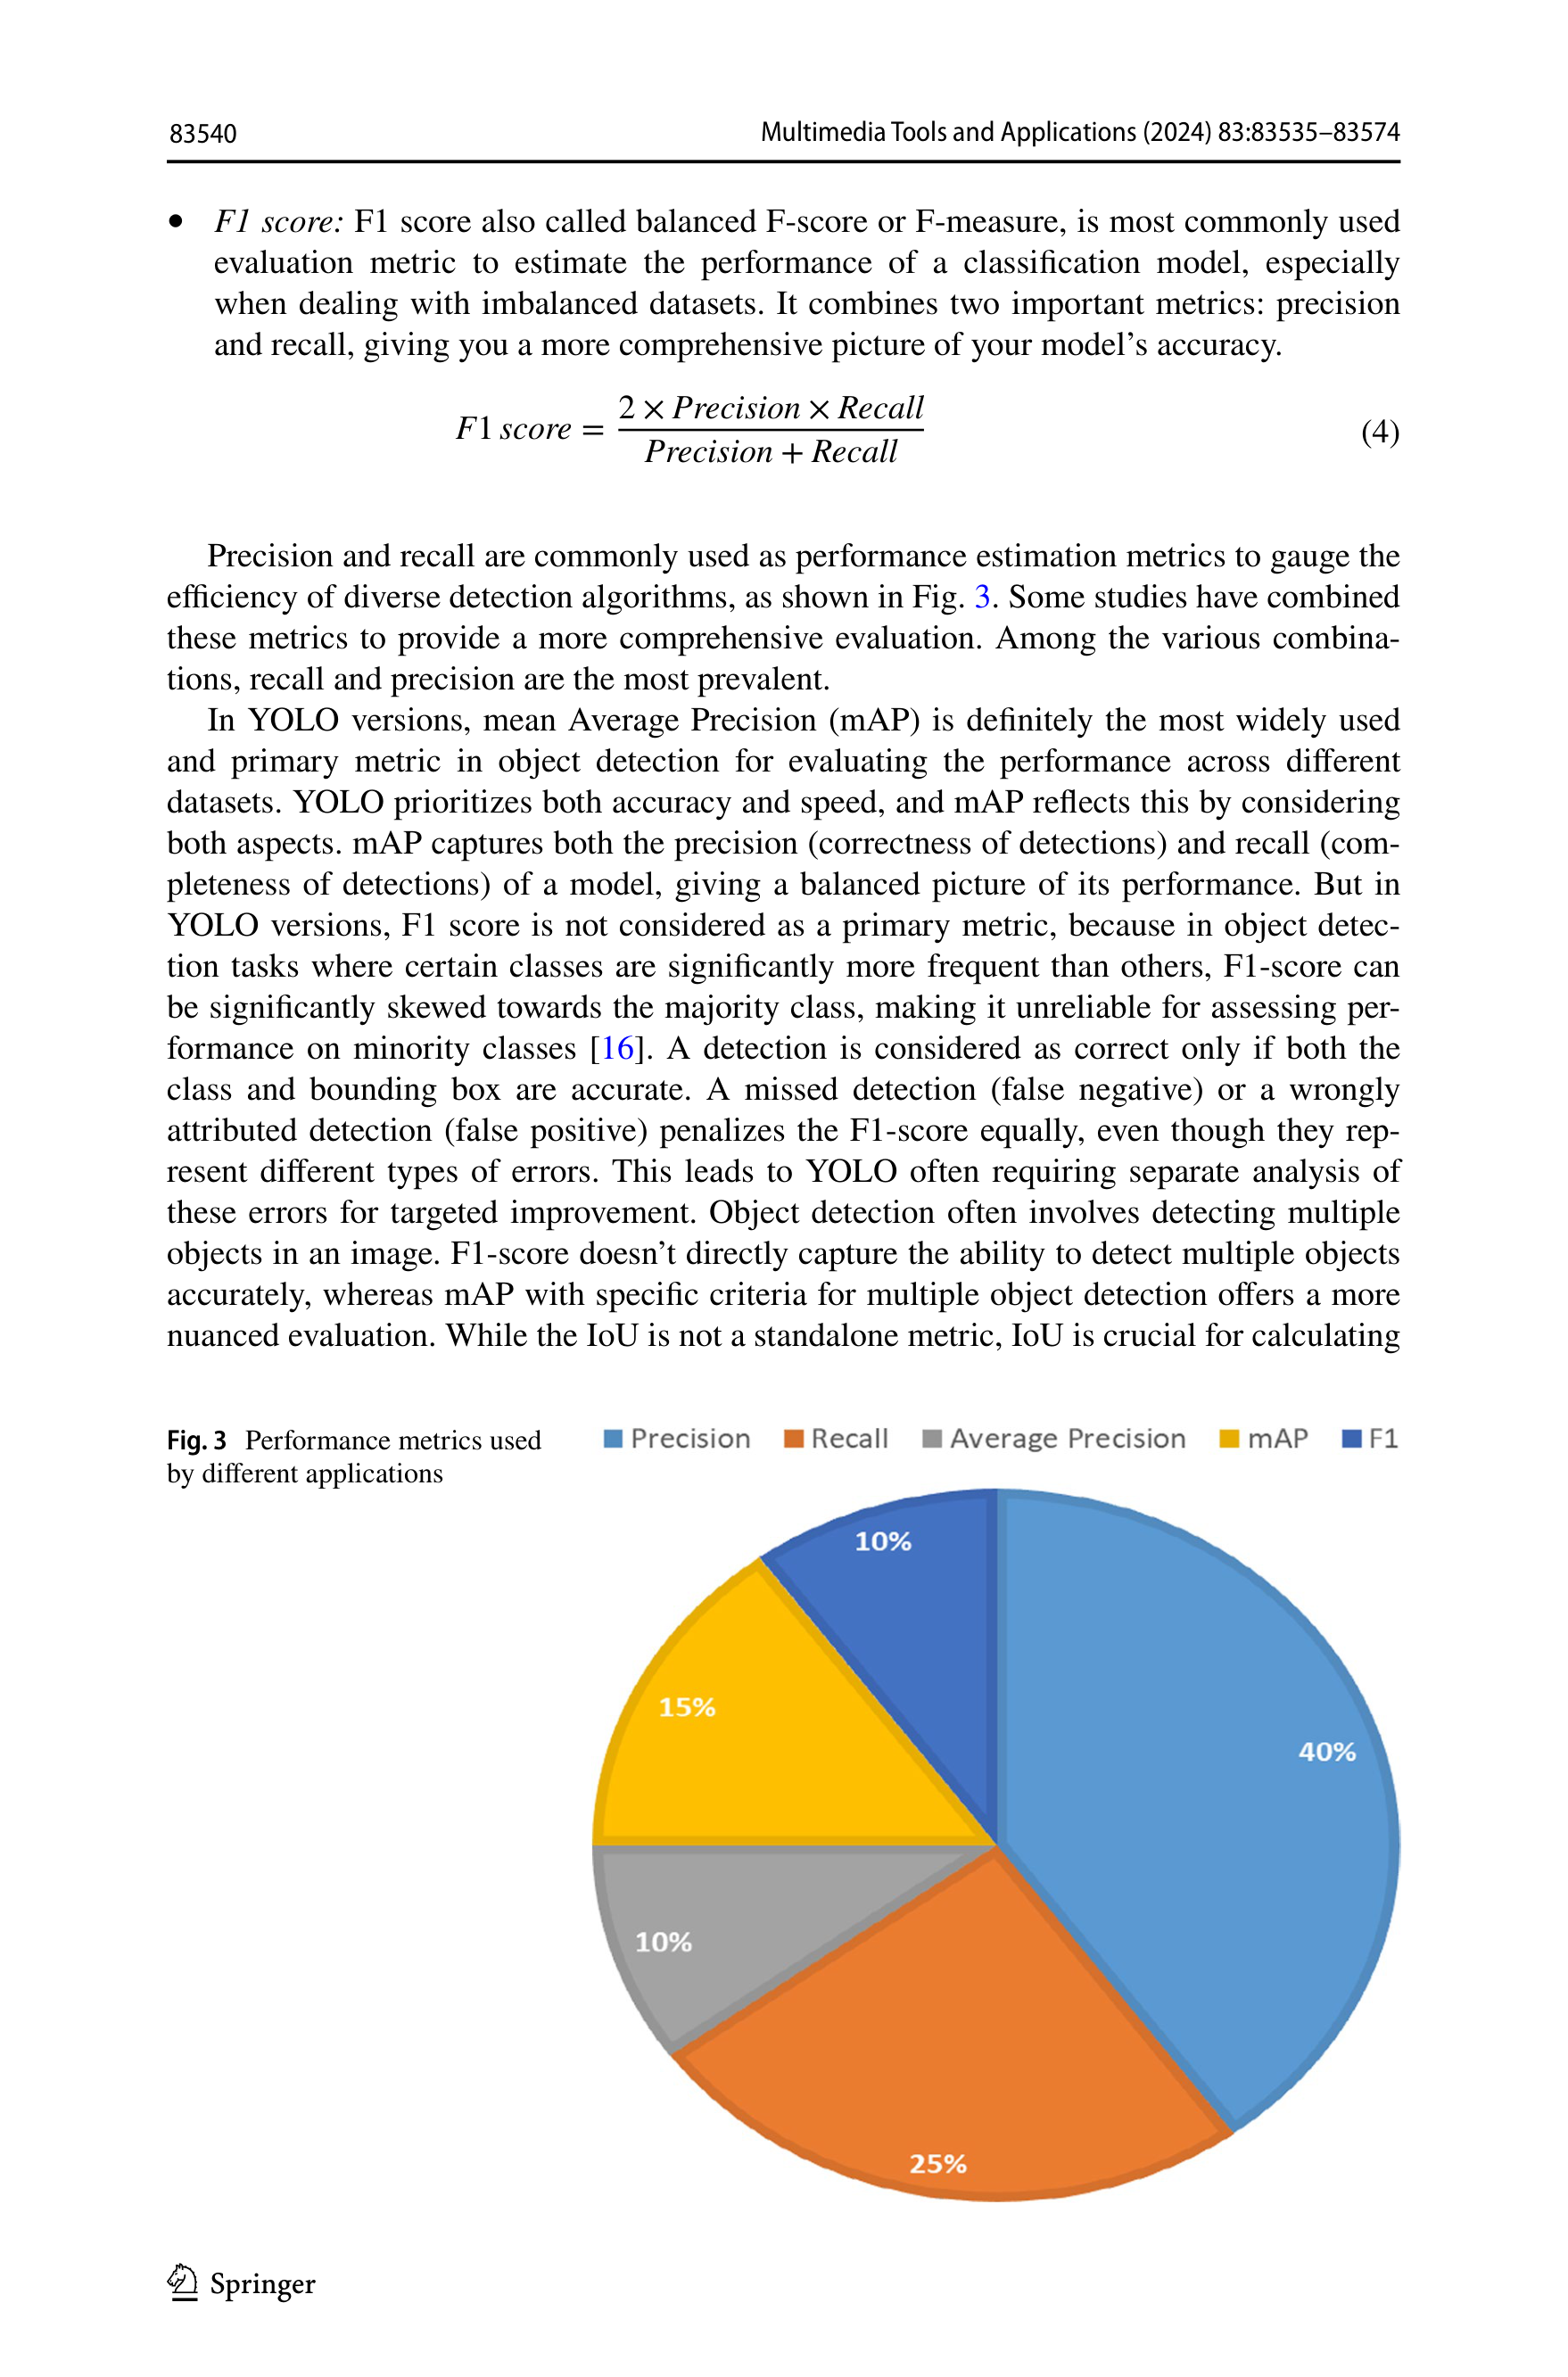 83540
Multimedia Tools and Applications (2024) 83:83535–83574
• F1 score: F1 score also called balanced F-score or F-measure, is most commonly used
evaluation metric to estimate the performance of a classification model, especially
when dealing with imbalanced datasets. It combines two important metrics: precision
and recall, giving you a more comprehensive picture of your model's accuracy.
F1 score = 2 × Precision × Recall / Precision + Recall (4)
Precision and recall are commonly used as performance estimation metrics to gauge the
efficiency of diverse detection algorithms, as shown in Fig. 3. Some studies have combined
these metrics to provide a more comprehensive evaluation. Among the various combina-
tions, recall and precision are the most prevalent.
In YOLO versions, mean Average Precision (mAP) is definitely the most widely used
and primary metric in object detection for evaluating the performance across different
datasets. YOLO prioritizes both accuracy and speed, and mAP reflects this by considering
both aspects. mAP captures both the precision (correctness of detections) and recall (com-
pleteness of detections) of a model, giving a balanced picture of its performance. But in
YOLO versions, F1 score is not considered as a primary metric, because in object detec-
tion tasks where certain classes are significantly more frequent than others, F1-score can
be significantly skewed towards the majority class, making it unreliable for assessing per-
formance on minority classes [16]. A detection is considered as correct only if both the
class and bounding box are accurate. A missed detection (false negative) or a wrongly
attributed detection (false positive) penalizes the F1-score equally, even though they rep-
resent different types of errors. This leads to YOLO often requiring separate analysis of
these errors for targeted improvement. Object detection often involves detecting multiple
objects in an image. F1-score doesn't directly capture the ability to detect multiple objects
accurately, whereas mAP with specific criteria for multiple object detection offers a more
nuanced evaluation. While the IoU is not a standalone metric, IoU is crucial for calculating
Fig. 3 Performance metrics used
by different applications
Precision Recall Average Precision mAP F1
10%
15%
40%
10%
25%
Springer